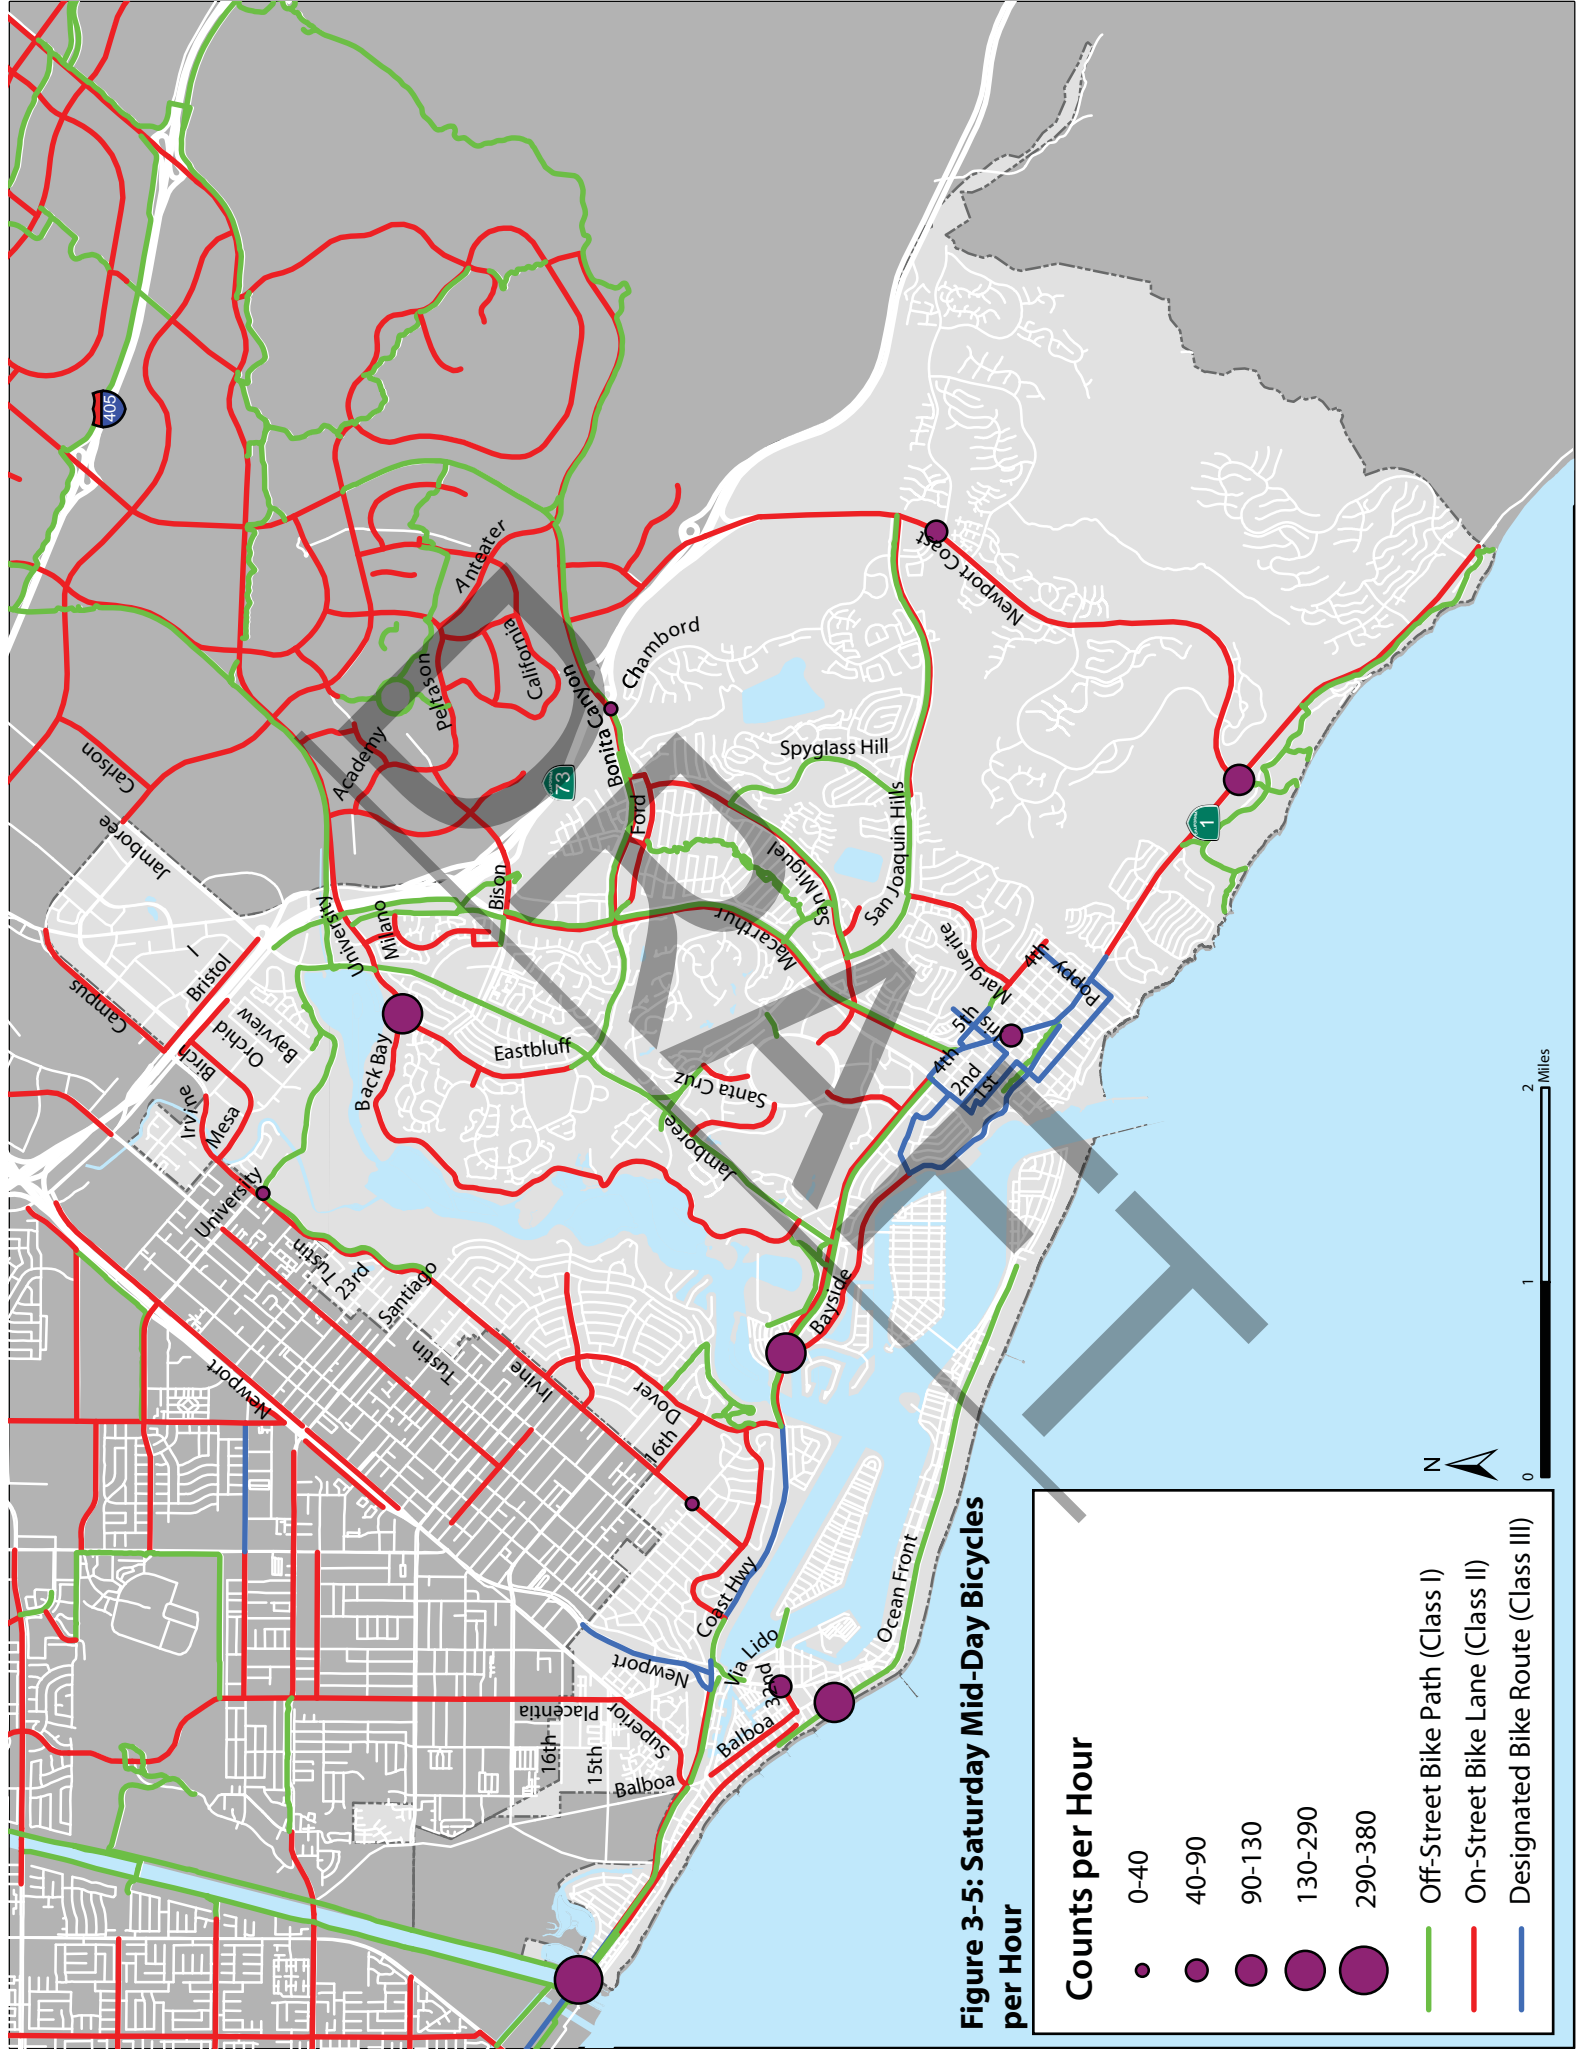 Carlson
Jamboree
Campus
Bristol
Birch
Orchid
Bayview
Irvine
Mesa
University
405
Anteater
Peltason
California
Academy
73
Bonita Canyon
Chambord
Ford
Bison
University
Milano
Back Bay
Eastbluff
Spyglass Hill
San Miguel
San Joaquin Hills
Macarthur
Newport Coast
Santa Cruz
Jamboree
Marguerite
4th
Poppy
5th
Iris
4th
2nd
1st
1
Tustin
23rd
Santiago
Tustin
Irvine
Newport
Dover
16th
Bayside
Coast Hwy
Newport
Via Lido
32nd
Ocean Front
Placentia
Superior
16th
15th
Balboa
Balboa
DRAFT
Figure 3-5: Saturday Mid-Day Bicycles
per Hour
Counts per Hour
0-40
40-90
90-130
130-290
290-380
Off-Street Bike Path (Class I)
On-Street Bike Lane (Class II)
Designated Bike Route (Class III)
N
0 1 2
Miles